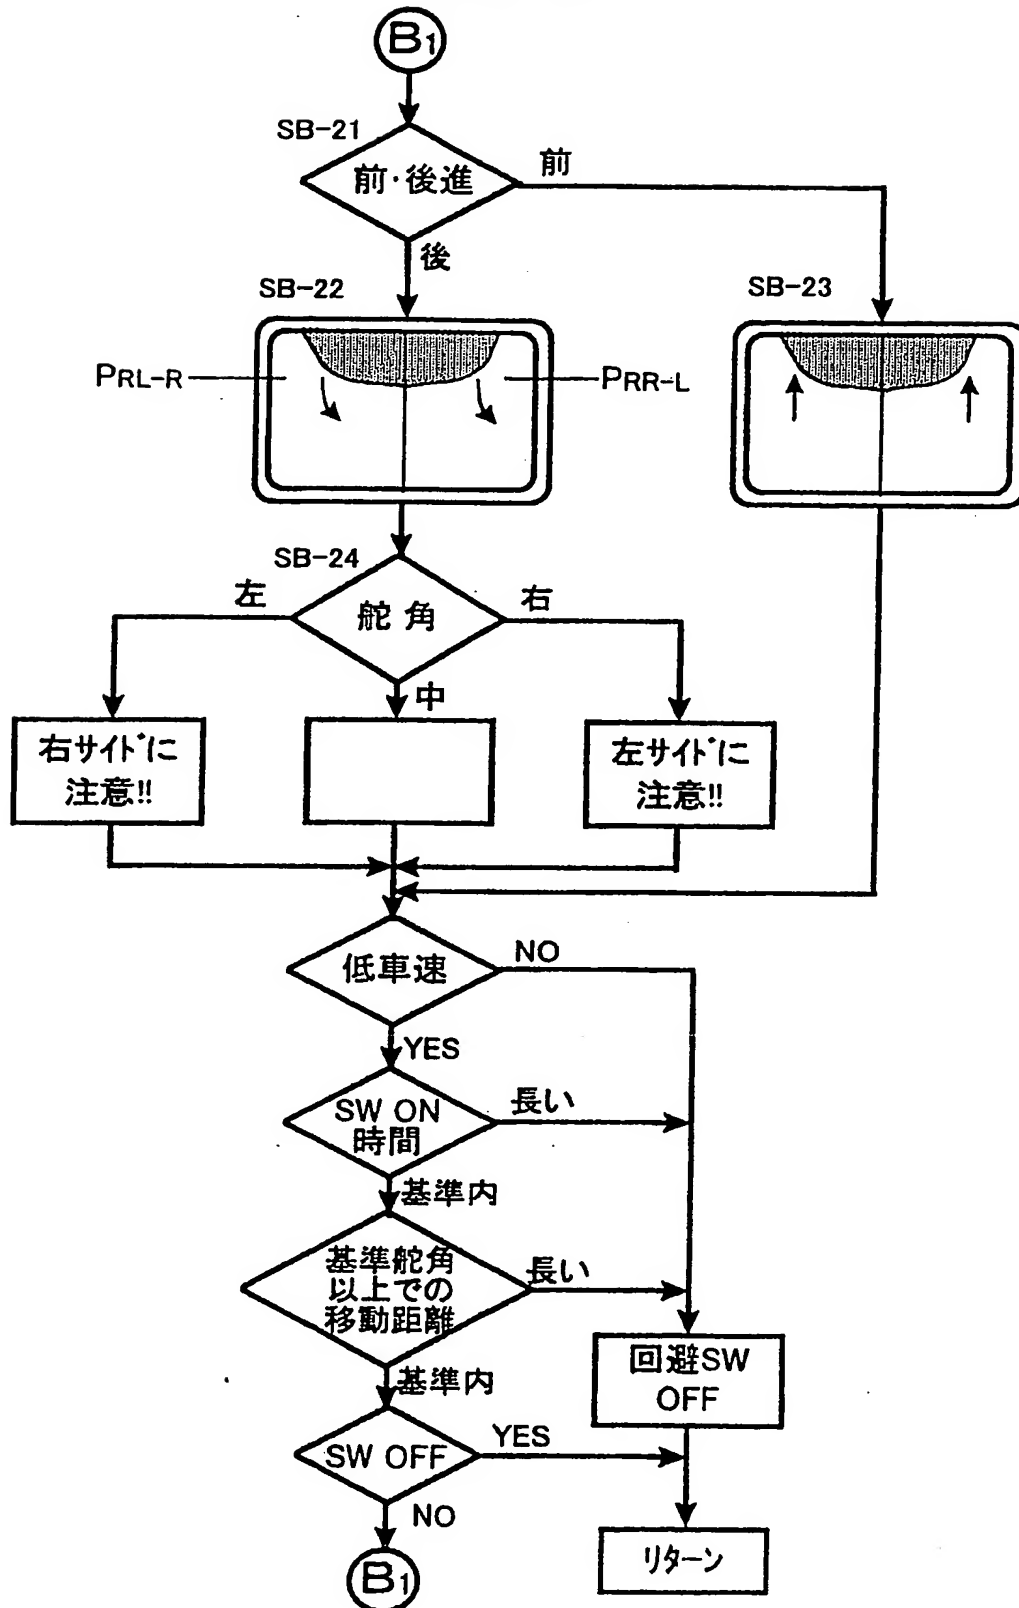 B1
SB-21
前・後進
前
後
SB-22
SB-23
PRL-R
PRR-L
SB-24
左
舵角
右
中
右サイドに
注意!!
左サイドに
注意!!
低車速
NO
YES
SW ON
時間
長い
基準内
基準舵角
以上での
移動距離
長い
回避SW
OFF
基準内
SW OFF
YES
NO
リターン
B1